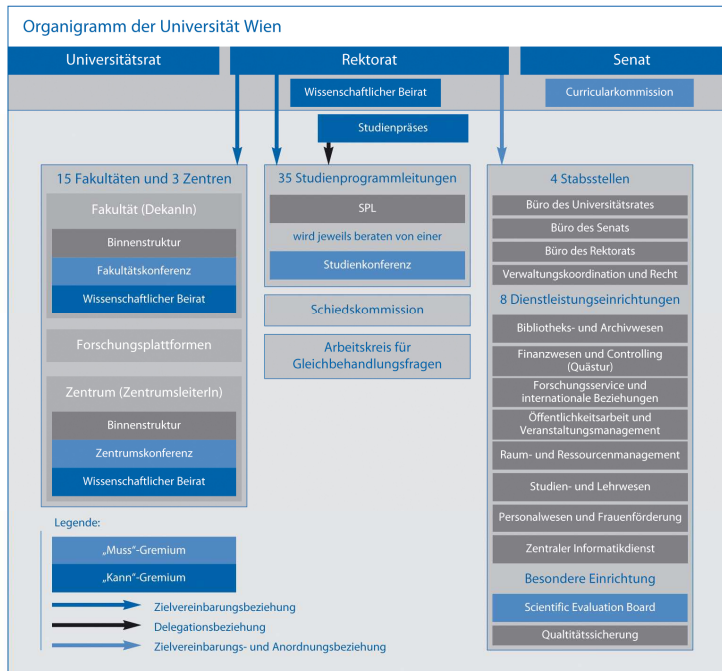 Organigramm der Universität Wien
Universitätsrat
Rektorat
Senat
Wissenschaftlicher Beirat
Curricularkommission
Studienpräses
15 Fakultäten und 3 Zentren
Fakultät (DekanIn)
Binnenstruktur
Fakultätskonferenz
Wissenschaftlicher Beirat
Forschungsplattformen
Zentrum (ZentrumsleiterIn)
Binnenstruktur
Zentrumskonferenz
Wissenschaftlicher Beirat
35 Studienprogrammleitungen
SPL
wird jeweils beraten von einer
Studienkonferenz
Schiedskommission
Arbeitskreis für
Gleichbehandlungsfragen
4 Stabsstellen
Büro des Universitätsrates
Büro des Senats
Büro des Rektorats
Verwaltungskoordination und Recht
8 Dienstleistungseinrichtungen
Bibliotheks- und Archivwesen
Finanzwesen und Controlling
(Quästur)
Forschungsservice und
internationale Beziehungen
Öffentlichkeitsarbeit und
Veranstaltungsmanagement
Raum- und Ressourcenmanagement
Studien- und Lehrwesen
Personalwesen und Frauenförderung
Zentraler Informatikdienst
Besondere Einrichtung
Scientific Evaluation Board
Qualtitätssicherung
Legende:
„Muss“-Gremium
„Kann“-Gremium
Zielvereinbarungsbeziehung
Delegationsbeziehung
Zielvereinbarungs- und Anordnungsbeziehung